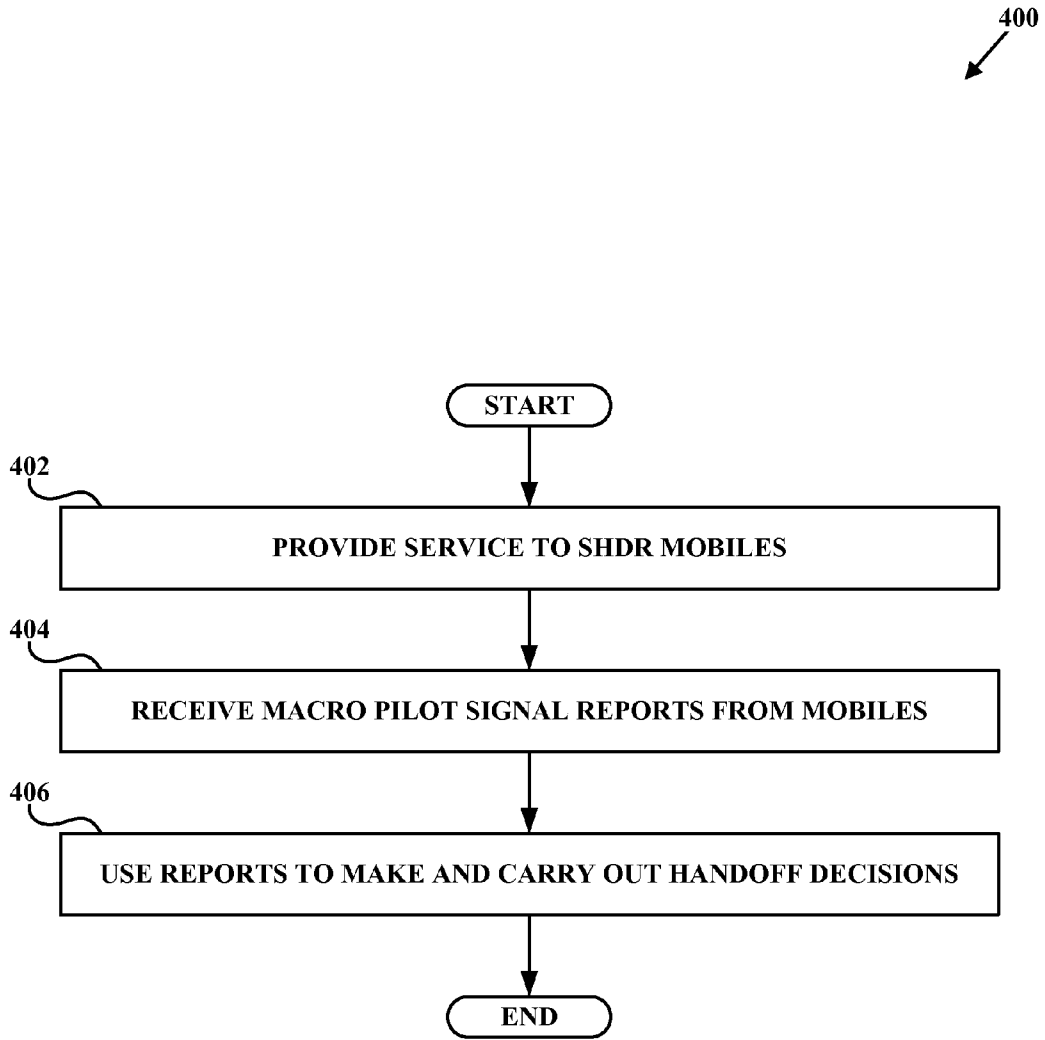 400
START
402
PROVIDE SERVICE TO SHDR MOBILES
404
RECEIVE MACRO PILOT SIGNAL REPORTS FROM MOBILES
406
USE REPORTS TO MAKE AND CARRY OUT HANDOFF DECISIONS
END